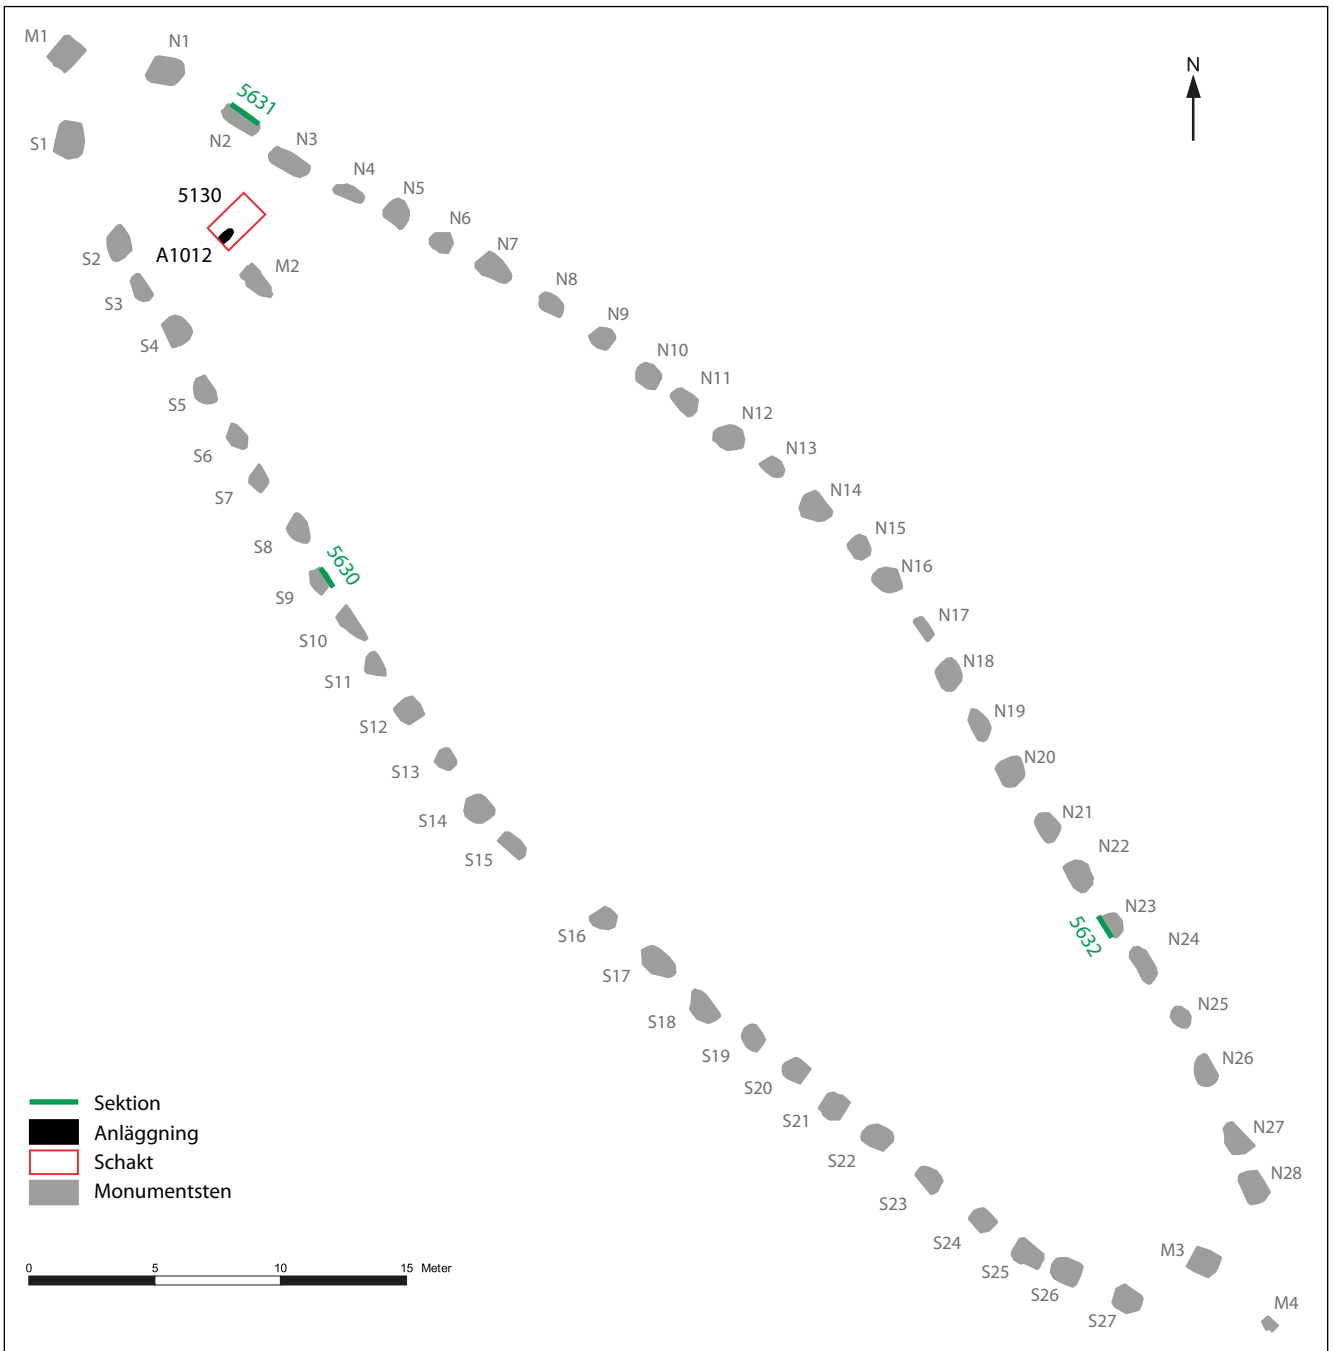 M1
N1
5631
N2
N3
S1
N4
N5
5130
N6
N7
A1012
S2
M2
N8
S3
N9
S4
N10
N11
S5
N12
S6
N13
S7
N14
S8
N15
5630
N16
S9
N17
S10
N18
S11
N19
S12
N20
S13
N21
S14
N22
S15
N23
5632
S16
N24
S17
N25
S18
S19
N26
S20
S21
N27
S22
N28
S23
S24
M3
S25
S26
S27
M4
N
Sektion
Anläggning
Schakt
Monumentsten
0 5 10 15 Meter